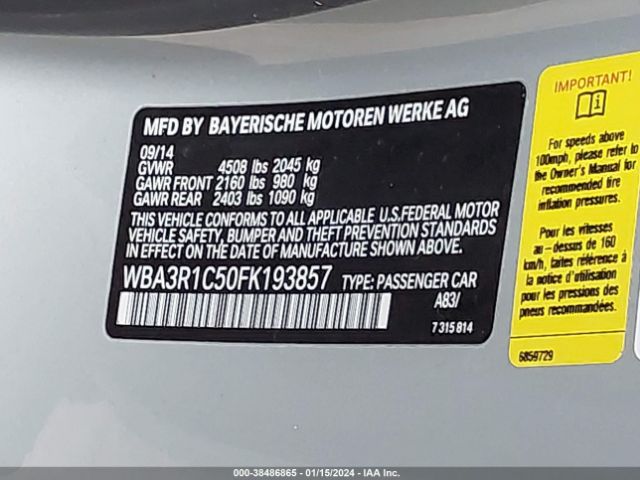 MFD BY BAYERISCHE MOTOREN WERKE AG
09/14
GVWR 4508 lbs 2045 kg
GAWR FRONT 2160 lbs 980 kg
GAWR REAR 2403 lbs 1090 kg
THIS VEHICLE CONFORMS TO ALL APPLICABLE U.S.FEDERAL MOTOR
VEHICLE SAFETY, BUMPER AND THEFT PREVENTION STANDARDS
IN EFFECT ON THE DATE OF MANUFACTURE SHOWN ABOVE.
WBA3R1C50FK193857 TYPE: PASSENGER CAR
A83/
7 315 814
IMPORTANT!
For speeds above
100mph, please refer to
the Owner's Manual for
recommended tire
inflation pressures.
Pour les vitesses
au - dessus de 160
km/h, faites référence à
la notice d'utilisation
pour les pressions des
pneus recommandées.
6859729
000-38486865 - 01/15/2024 - IAAI Inc.